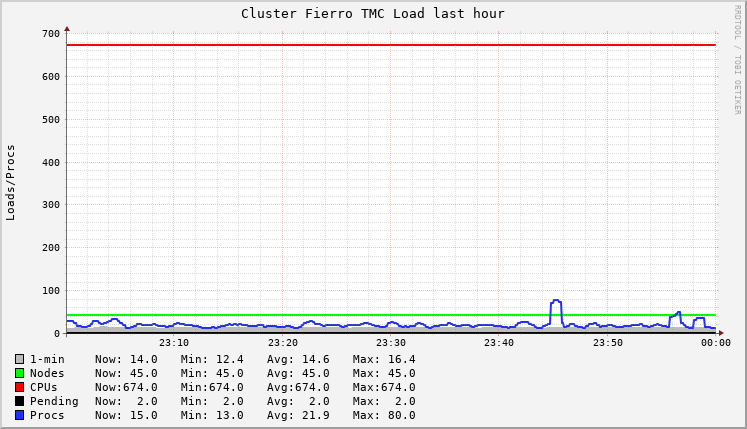 Cluster Fierro TMC Load last hour
RRDTOOL / TOBI OETIKER
Loads/Procs
700
600
500
400
300
200
100
0
23:10 23:20 23:30 23:40 23:50 00:00
1-min Now: 14.0 Min: 12.4 Avg: 14.6 Max: 16.4
Nodes Now: 45.0 Min: 45.0 Avg: 45.0 Max: 45.0
CPUs Now:674.0 Min:674.0 Avg:674.0 Max:674.0
Pending Now: 2.0 Min: 2.0 Avg: 2.0 Max: 2.0
Procs Now: 15.0 Min: 13.0 Avg: 21.9 Max: 80.0